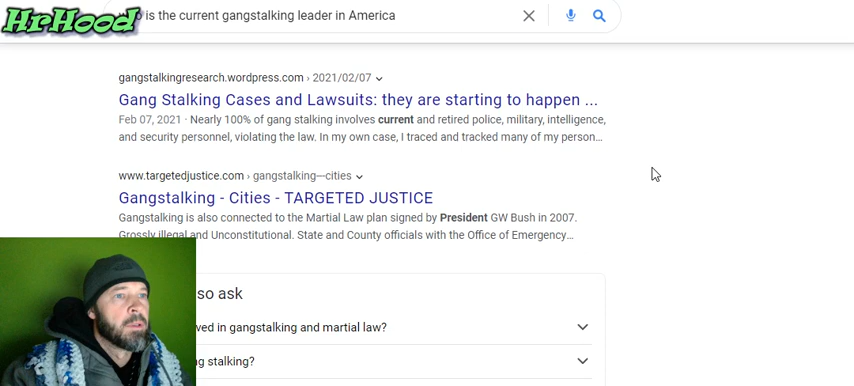 HrHood
is the current gangstalking leader in America
gangstalkingresearch.wordpress.com › 2021/02/07
Gang Stalking Cases and Lawsuits: they are starting to happen ...
Feb 07, 2021 · Nearly 100% of gang stalking involves current and retired police, military, intelligence,
and security personnel, violating the law. In my own case, I traced and tracked many of my person...
www.targetedjustice.com › gangstalking---cities
Gangstalking - Cities - TARGETED JUSTICE
Gangstalking is also connected to the Martial Law plan signed by President GW Bush in 2007.
Grossly illegal and Unconstitutional. State and County officials with the Office of Emergency...
so ask
ved in gangstalking and martial law?
ng stalking?